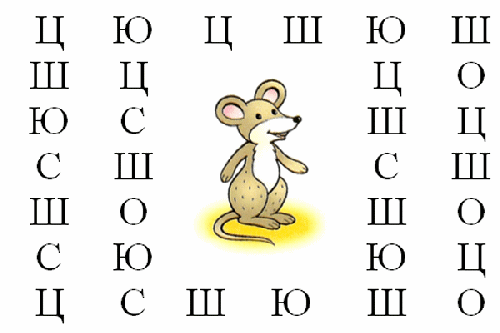 Ц Ю Ц Ш Ю Ш
Ш Ц Ц О
Ю С Ш Ц
С Ш С Ш
Ш О Ш О
С Ю Ю Ц
Ц С Ш Ю Ш О